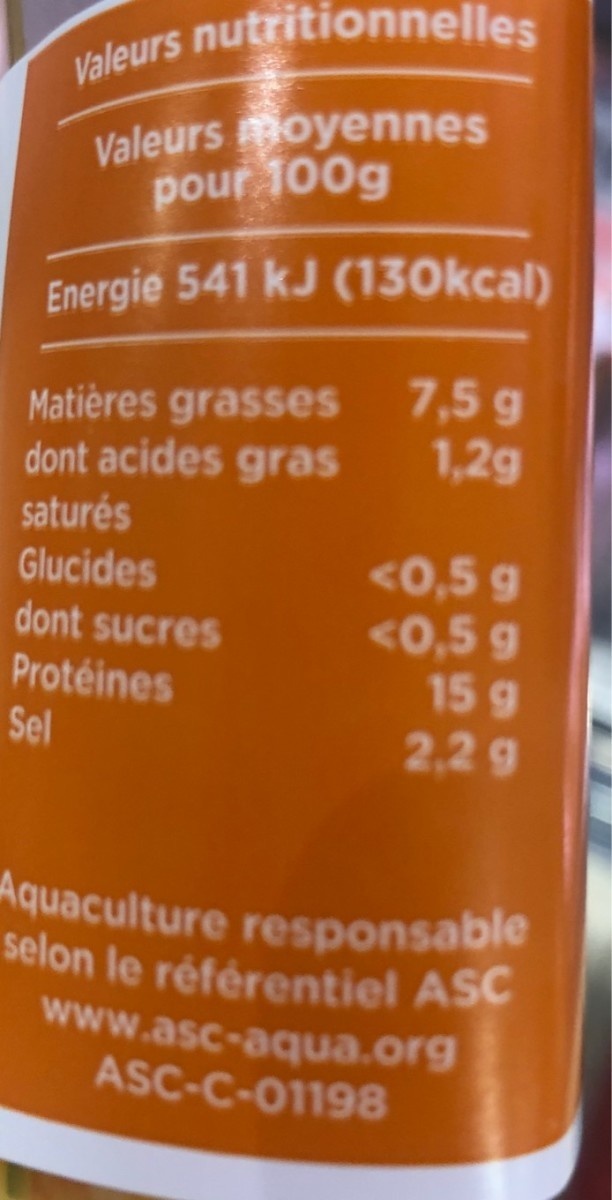 Valeurs nutritionnelles
Valeurs moyennes
pour 100g
Energie 541 kJ (130kcal)
Matières grasses 7,5 g
dont acides gras 1,2g
saturés
Glucides <0,5 g
dont sucres <0,5 g
Protéines 15 g
Sel 2,2 g
Aquaculture responsable
selon le référentiel ASC
www.asc-aqua.org
ASC-C-01198